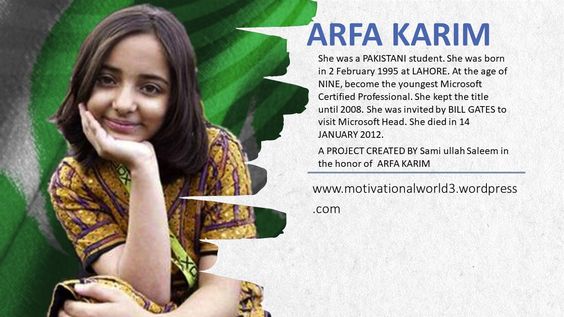 ARFA KARIM
She was a PAKISTANI student. She was born
in 2 February 1995 at LAHORE. At the age of
NINE, become the youngest Microsoft
Certified Professional. She kept the title
until 2008. She was invited by BILL GATES to
visit Microsoft Head. She died in 14
JANUARY 2012.
A PROJECT CREATED BY Sami ullah Saleem in
the honor of  ARFA KARIM
www.motivationalworld3.wordpress
.com